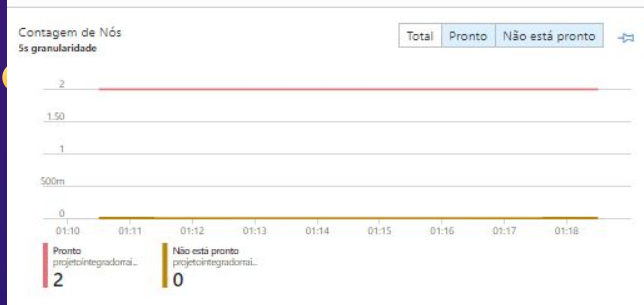 Contagem de Nós
5s granularidade
Total Pronto Não está pronto
2
1.50
1
500m
0
01:10 01:11 01:12 01:13 01:14 01:15 01:16 01:17 01:18
Pronto
projetointegradorrai...
2
Não está pronto
projetointegradorrai...
0